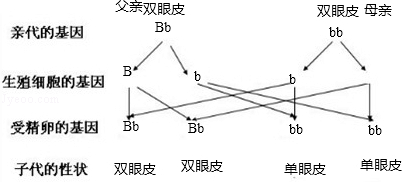 父亲 双眼皮 双眼皮 母亲
亲代的基因 Bb bb
生殖细胞的基因 B b b
受精卵的基因 Bb Bb bb bb
子代的性状 双眼皮 双眼皮 单眼皮 单眼皮